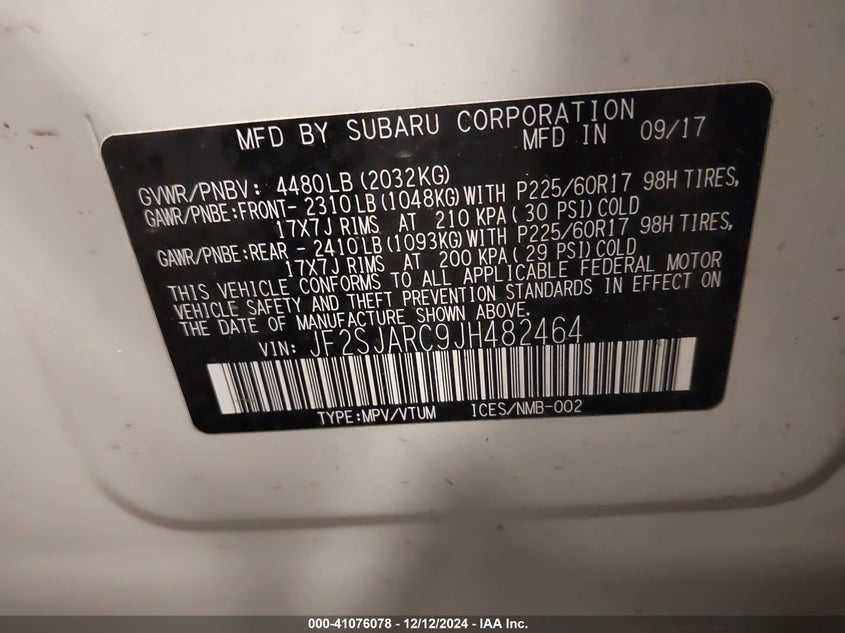 MFD BY SUBARU CORPORATION
MFD IN 09/17
GVWR/PNBV: 4480LB(2032KG)
GAWR/PNBE:FRONT- 2310LB(1048KG)WITH P225/60R17 98H TIRES,
17X7J RIMS AT 210 KPA(30 PSI)COLD
GAWR/PNBE:REAR - 2410LB(1093KG)WITH P225/60R17 98H TIRES,
17X7J RIMS AT 200 KPA(29 PSI)COLD
THIS VEHICLE CONFORMS TO ALL APPLICABLE FEDERAL MOTOR
VEHICLE SAFETY AND THEFT PREVENTION STANDARDS IN EFFECT ON
THE DATE OF MANUFACTURE SHOWN ABOVE.
VIN: JF2SJARC9JH482464
TYPE:MPV/VTUM ICES/NMB-002
000-41076078 - 12/12/2024 - IAA Inc.